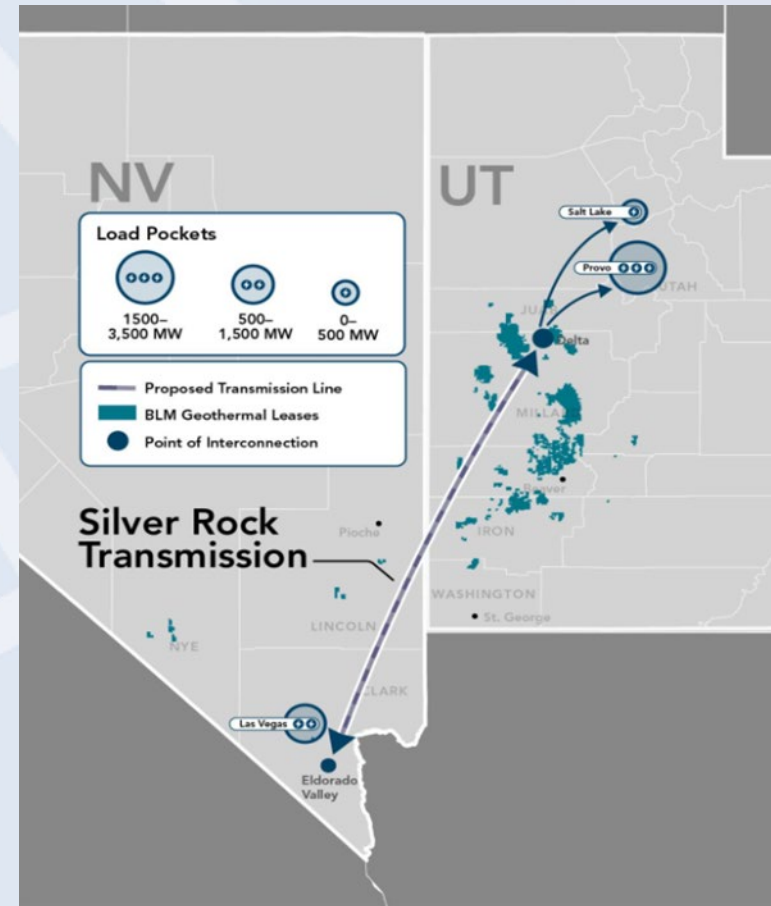 NV
UT
Load Pockets
1500–
3,500 MW
500–
1,500 MW
0–
500 MW
Proposed Transmission Line
BLM Geothermal Leases
Point of Interconnection
Salt Lake
Provo
UTAH
JUAB
Delta
MILLARD
Beaver
Silver Rock
Transmission
Pioche
IRON
WASHINGTON
St. George
LINCOLN
NYE
CLARK
Las Vegas
Eldorado
Valley